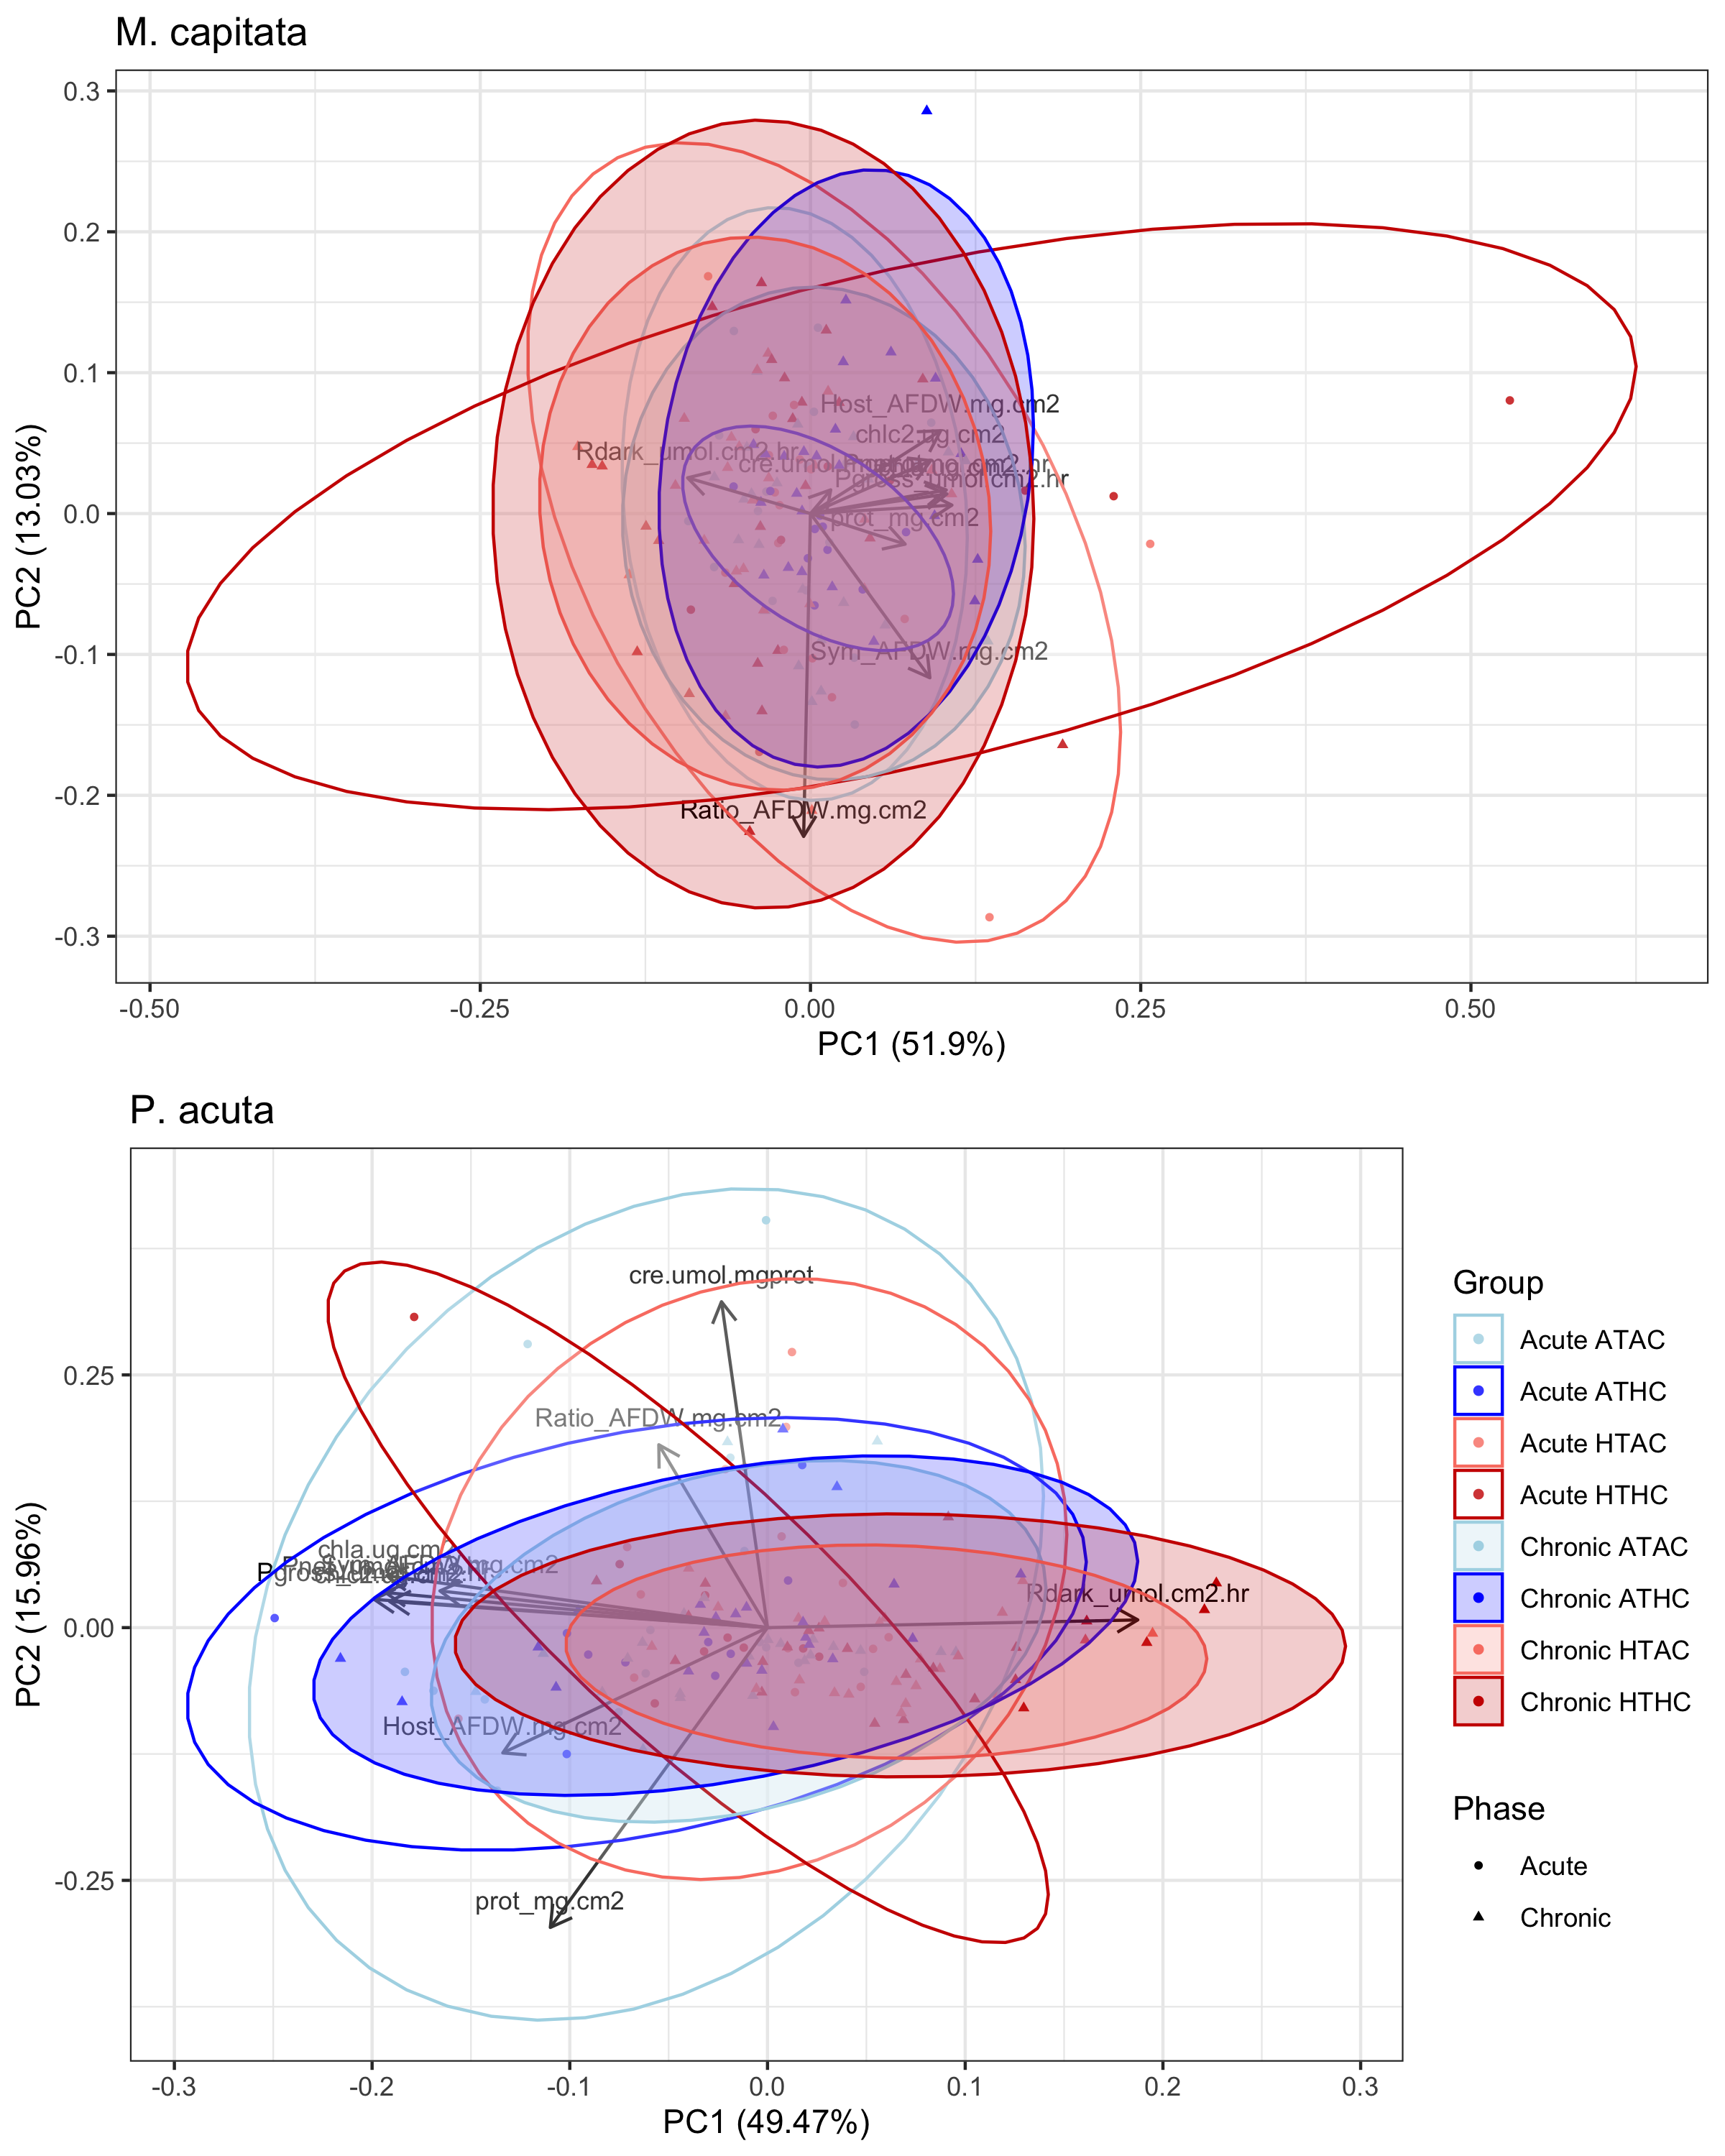 M. capitata
0.3
0.2
0.1
0.0
-0.1
-0.2
-0.3
PC2 (13.03%)
Host_AFDW.mg.cm2
chlc2.ug.cm2
Rdark_umol.cm2.hr
Pgross_umol.cm2.hr
prot_mg.cm2
Sym_AFDW.mg.cm2
Ratio_AFDW.mg.cm2
-0.50
-0.25
0.00
0.25
0.50
PC1 (51.9%)
P. acuta
0.25
0.00
-0.25
PC2 (15.96%)
cre.umol.mgprot
Ratio_AFDW.mg.cm2
Rdark_umol.cm2.hr
Host_AFDW.mg.cm2
prot_mg.cm2
-0.3
-0.2
-0.1
0.0
0.1
0.2
0.3
PC1 (49.47%)
Group
Acute ATAC
Acute ATHC
Acute HTAC
Acute HTHC
Chronic ATAC
Chronic ATHC
Chronic HTAC
Chronic HTHC
Phase
Acute
Chronic